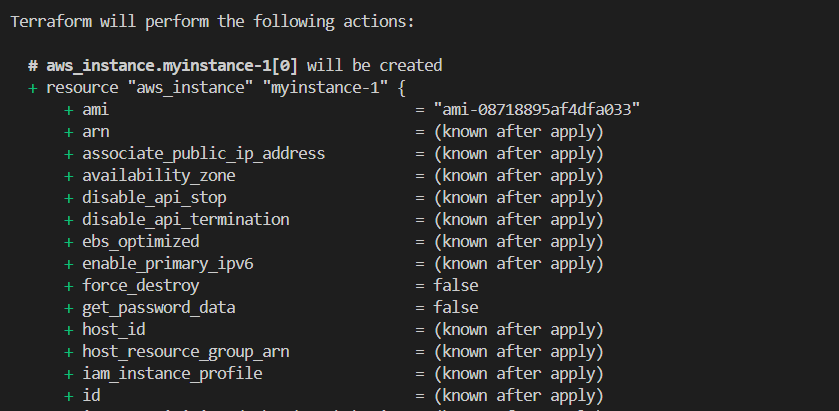 Terraform will perform the following actions:
# aws_instance.myinstance-1[0] will be created
+ resource "aws_instance" "myinstance-1" {
+ ami = "ami-08718895af4dfa033"
+ arn = (known after apply)
+ associate_public_ip_address = (known after apply)
+ availability_zone = (known after apply)
+ disable_api_stop = (known after apply)
+ disable_api_termination = (known after apply)
+ ebs_optimized = (known after apply)
+ enable_primary_ipv6 = (known after apply)
+ force_destroy = false
+ get_password_data = false
+ host_id = (known after apply)
+ host_resource_group_arn = (known after apply)
+ iam_instance_profile = (known after apply)
+ id = (known after apply)